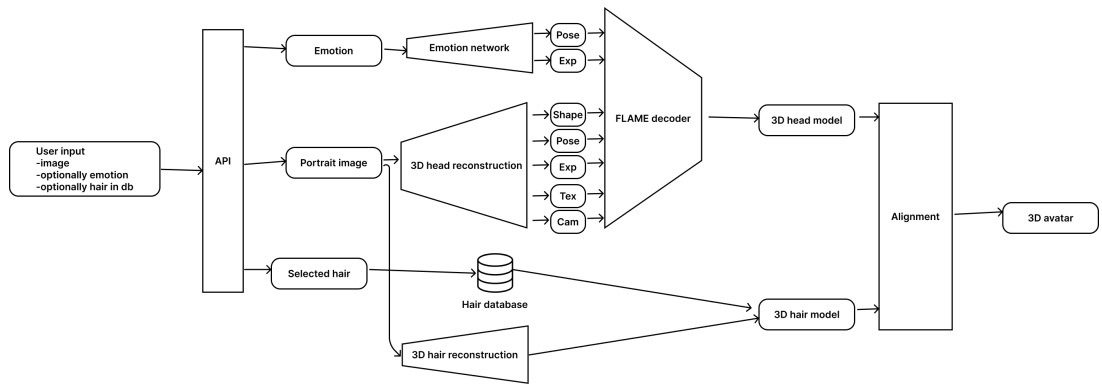 User input
-image
-optionally emotion
-optionally hair in db
API
Emotion
Emotion network
Pose
Exp
Portrait image
3D head reconstruction
Shape
Pose
Exp
Tex
Cam
FLAME decoder
3D head model
Selected hair
Hair database
3D hair reconstruction
3D hair model
Alignment
3D avatar